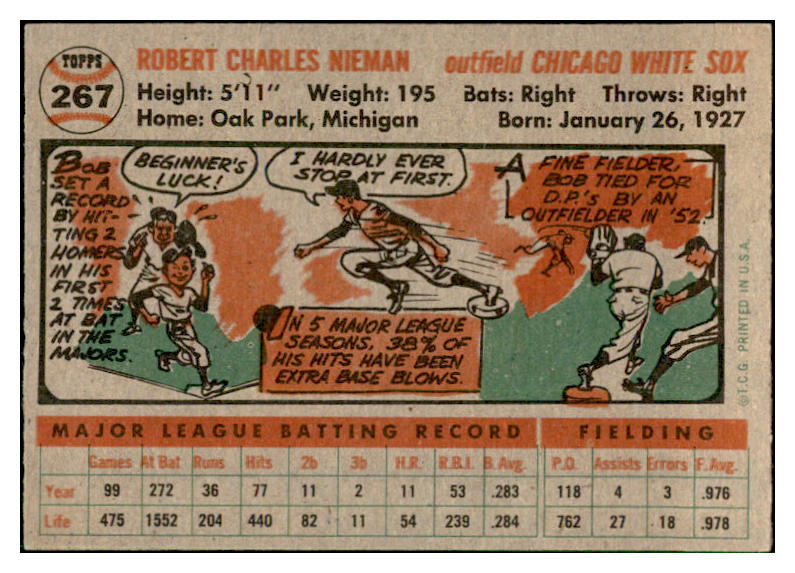 TOPPS
267
ROBERT CHARLES NIEMAN outfield CHICAGO WHITE SOX
Height: 5'11" Weight: 195 Bats: Right Throws: Right
Home: Oak Park, Michigan Born: January 26, 1927
BOB
SET A
RECORD
BY HIT-
TING 2
HOMERS
IN HIS
FIRST
2 TIMES
AT BAT
IN THE
MAJORS.
BEGINNER'S
LUCK!
I HARDLY EVER
STOP AT FIRST.
IN 5 MAJOR LEAGUE
SEASONS, 38% OF
HIS HITS HAVE BEEN
EXTRA BASE BLOWS.
A FINE FIELDER,
BOB TIED FOR
D.P.'S BY AN
OUTFIELDER IN '52.
©T.C.G. PRINTED IN U.S.A.
MAJOR LEAGUE BATTING RECORD FIELDING
Games At Bat Runs Hits 2b 3b H.R. R.B.I. B. Avg. P.O. Assists Errors F. Avg.
Year 99 272 36 77 11 2 11 53 .283 118 4 3 .976
Life 475 1552 204 440 82 11 54 239 .284 762 27 18 .978